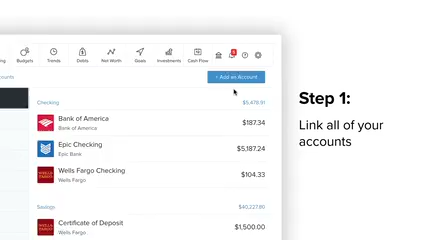 Budgets
Trends
Debts
Net Worth
Goals
Investments
Cash Flow
+ Add an Account
Checking
$5,478.91
Bank of America
Bank of America
$187.34
Epic Checking
Epic Bank
$5,187.24
Wells Fargo Checking
Wells Fargo
$104.33
Savings
$40,227.80
Certificate of Deposit
Wells Fargo
$1,500.00
Step 1:
Link all of your
accounts